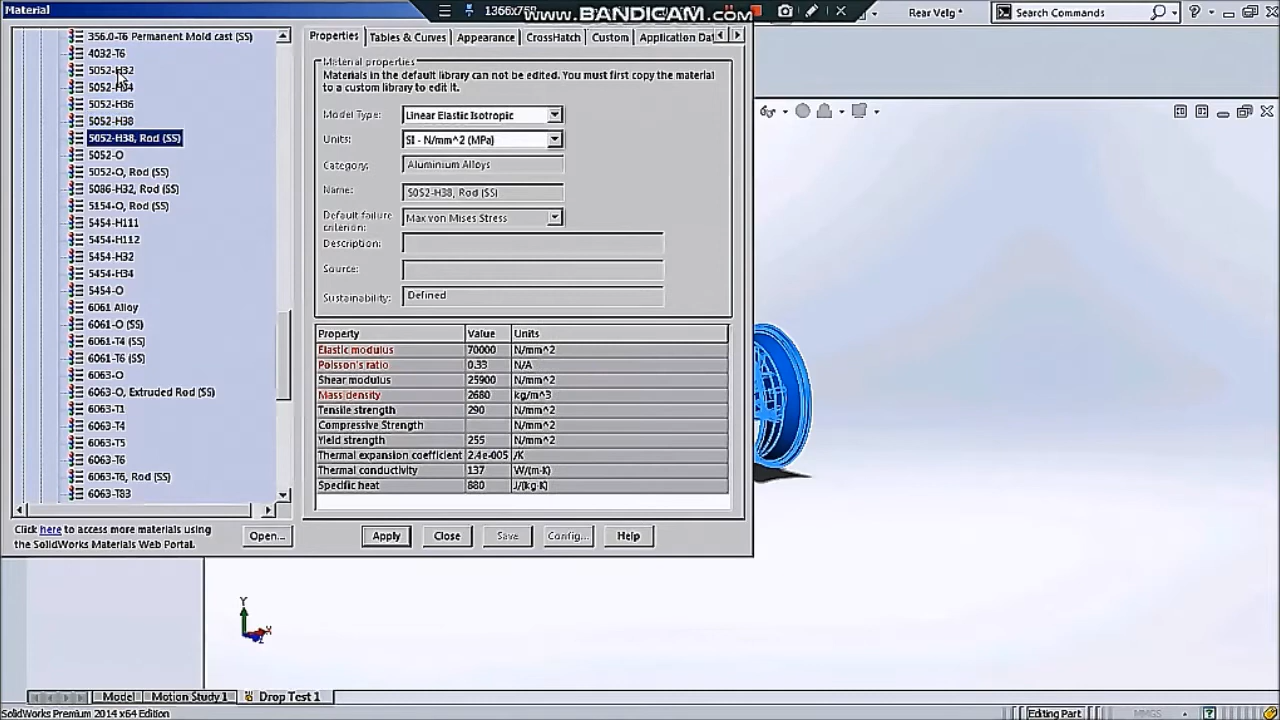 Material
1366x768
www.BANDICAM.com
Rear Velg *
Search Commands
356.0-T6 Permanent Mold cast (SS)
4032-T6
5052-H32
5052-H34
5052-H36
5052-H38
5052-H38, Rod (SS)
5052-O
5052-O, Rod (SS)
5086-H32, Rod (SS)
5154-O, Rod (SS)
5454-H111
5454-H112
5454-H32
5454-H34
5454-O
6061 Alloy
6061-O (SS)
6061-T4 (SS)
6061-T6 (SS)
6063-O
6063-O, Extruded Rod (SS)
6063-T1
6063-T4
6063-T5
6063-T6
6063-T6, Rod (SS)
6063-T83
Click here to access more materials using
the SolidWorks Materials Web Portal.
Open...
Properties Tables & Curves Appearance CrossHatch Custom Application Dat
Material properties
Materials in the default library can not be edited. You must first copy the material
to a custom library to edit it.
Model Type: Linear Elastic Isotropic
Units: SI - N/mm^2 (MPa)
Category: Aluminium Alloys
Name: 5052-H38, Rod (SS)
Default failure
criterion: Max von Mises Stress
Description:
Source:
Sustainability: Defined
Property Value Units
Elastic modulus 70000 N/mm^2
Poisson's ratio 0.33 N/A
Shear modulus 25900 N/mm^2
Mass density 2680 kg/m^3
Tensile strength 290 N/mm^2
Compressive Strength N/mm^2
Yield strength 255 N/mm^2
Thermal expansion coefficient 2.4e-005 /K
Thermal conductivity 137 W/(m·K)
Specific heat 880 J/(kg·K)
Apply Close Save Config... Help
Y
X
Z
Model Motion Study 1 Drop Test 1
SolidWorks Premium 2014 x64 Edition
Editing Part
MMGS